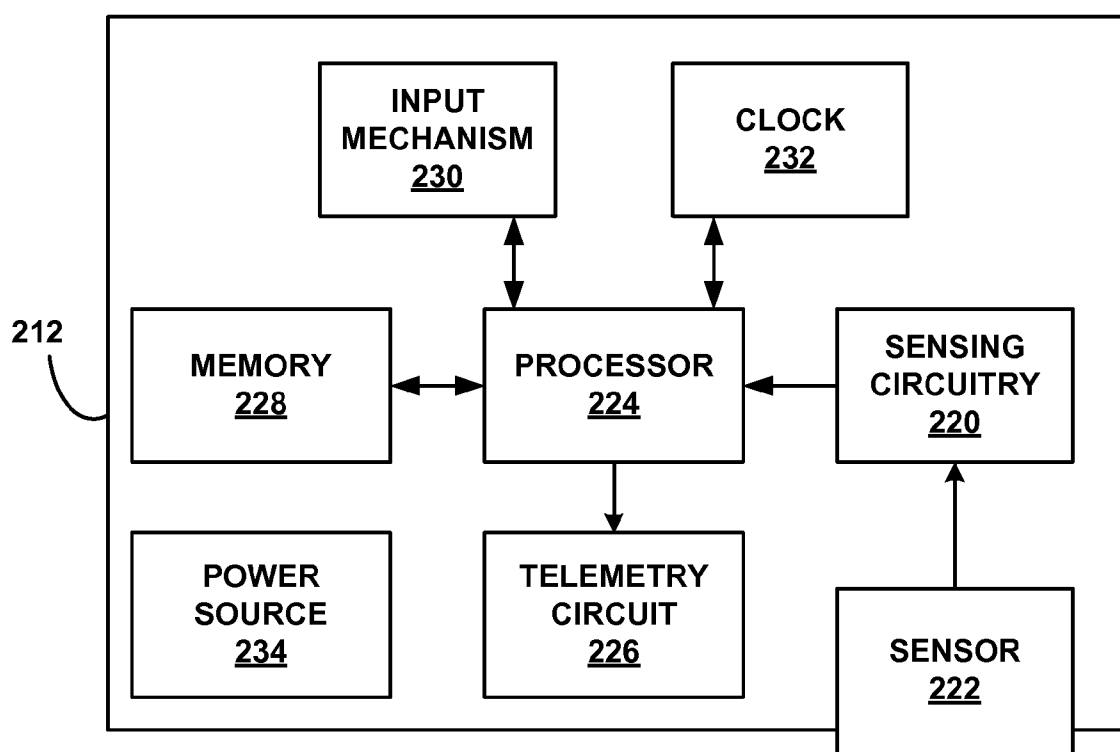 INPUT
MECHANISM
230
CLOCK
232
212
MEMORY
228
PROCESSOR
224
SENSING
CIRCUITRY
220
POWER
SOURCE
234
TELEMETRY
CIRCUIT
226
SENSOR
222